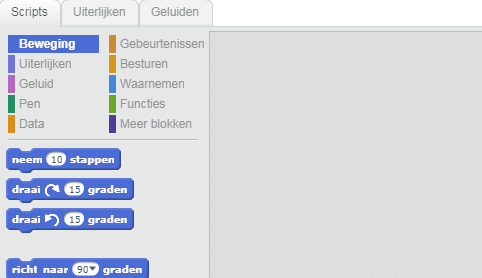 Scripts Uiterlijken Geluiden
Beweging Gebeurtenissen
Uiterlijken Besturen
Geluid Waarnemen
Pen Functies
Data Meer blokken
neem 10 stappen
draai 15 graden
draai 15 graden
richt naar 90 graden